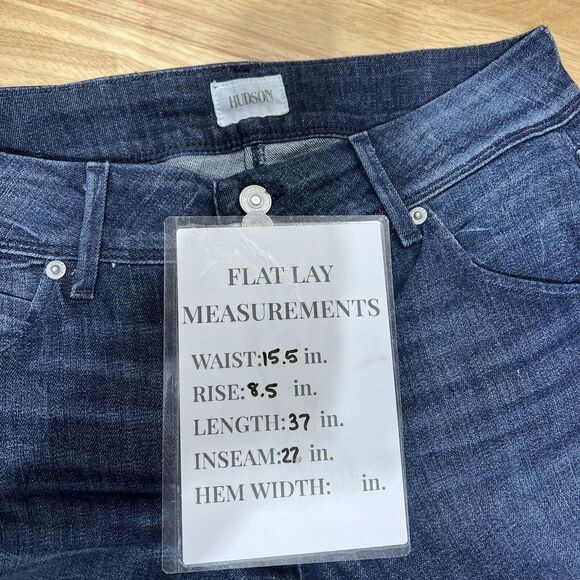 HUDSON
FLAT LAY
MEASUREMENTS
WAIST:15.5 in.
RISE:8.5 in.
LENGTH:37 in.
INSEAM:27 in.
HEM WIDTH: in.